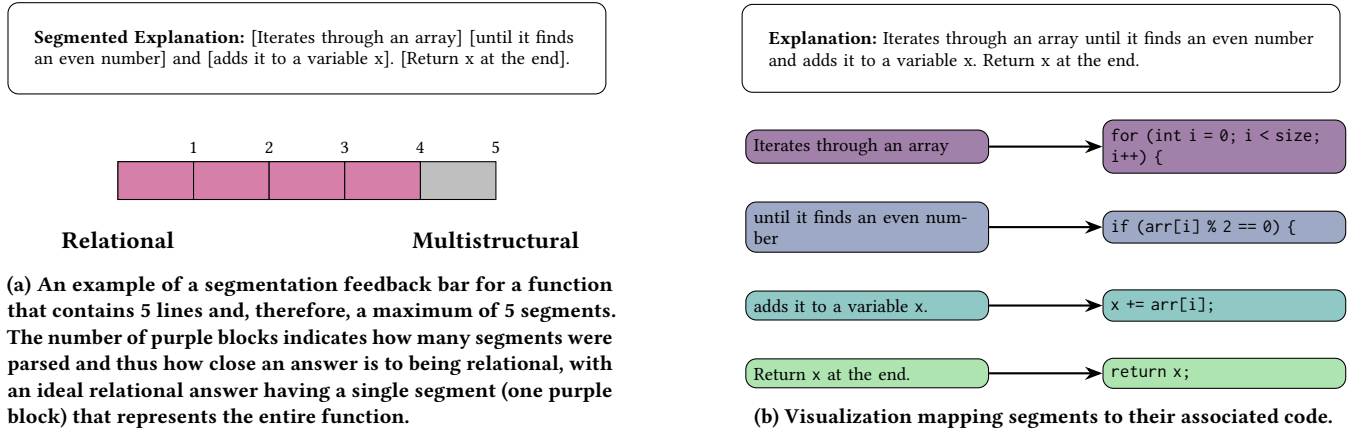 Segmented Explanation: [Iterates through an array] [until it finds
an even number] and [adds it to a variable x]. [Return x at the end].
1 2 3 4 5
Relational Multistructural
(a) An example of a segmentation feedback bar for a function
that contains 5 lines and, therefore, a maximum of 5 segments.
The number of purple blocks indicates how many segments were
parsed and thus how close an answer is to being relational, with
an ideal relational answer having a single segment (one purple
block) that represents the entire function.
Explanation: Iterates through an array until it finds an even number
and adds it to a variable x. Return x at the end.
Iterates through an array
for (int i = 0; i < size;
i++) {
until it finds an even num-
ber
if (arr[i] % 2 == 0) {
adds it to a variable x.
x += arr[i];
Return x at the end.
return x;
(b) Visualization mapping segments to their associated code.